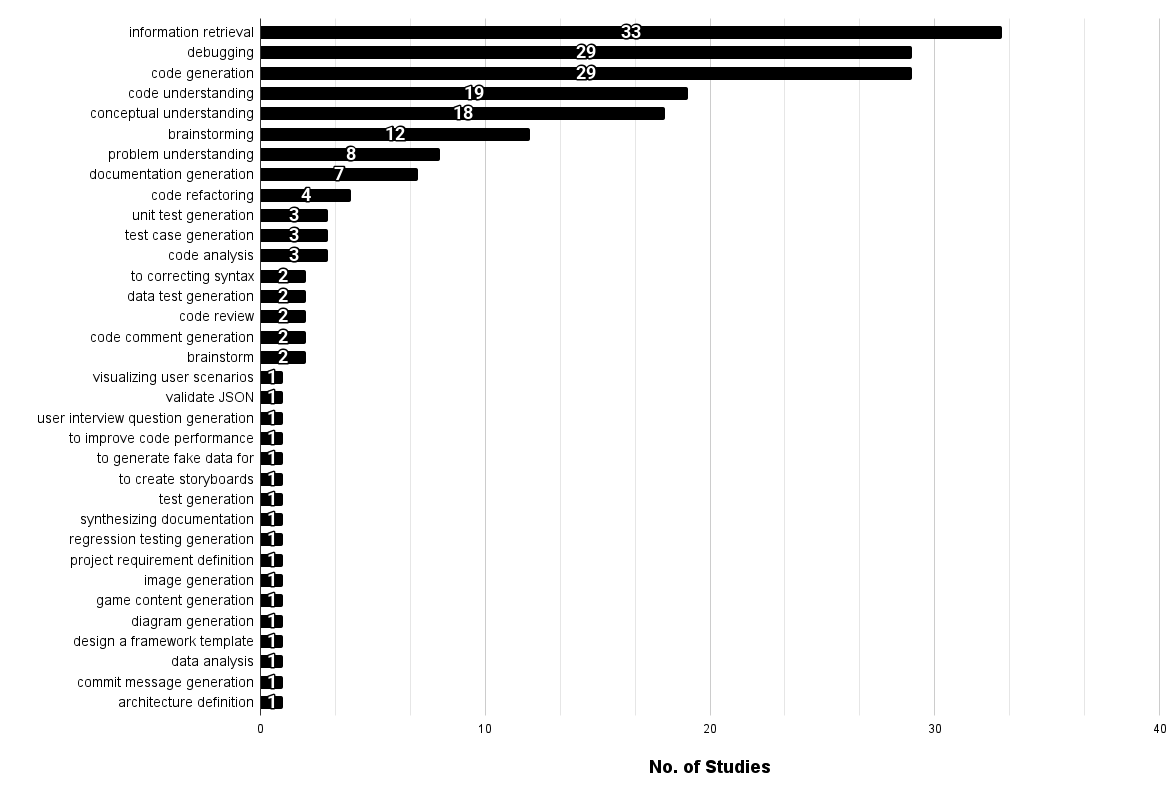 information retrieval 33
debugging 29
code generation 29
code understanding 19
conceptual understanding 18
brainstorming 12
problem understanding 8
documentation generation 7
code refactoring 4
unit test generation 3
test case generation 3
code analysis 3
to correcting syntax 2
data test generation 2
code review 2
code comment generation 2
brainstorm 2
visualizing user scenarios 1
validate JSON 1
user interview question generation 1
to improve code performance 1
to generate fake data for 1
to create storyboards 1
test generation 1
synthesizing documentation 1
regression testing generation 1
project requirement definition 1
image generation 1
game content generation 1
diagram generation 1
design a framework template 1
data analysis 1
commit message generation 1
architecture definition 1
0 10 20 30 40
No. of Studies